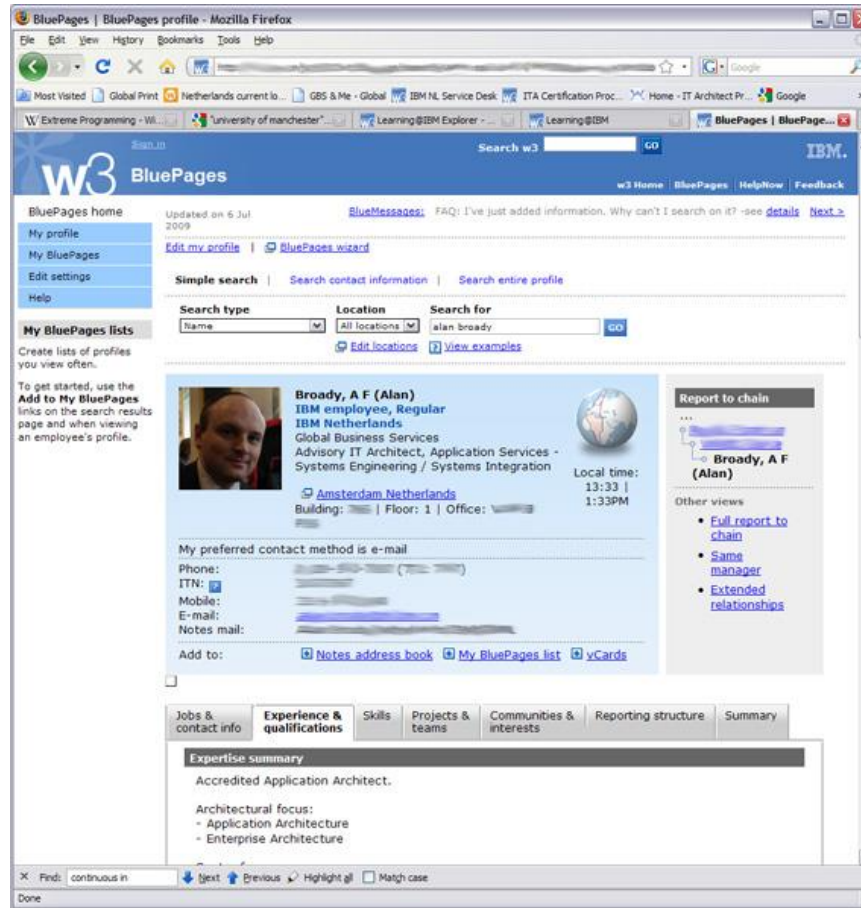 BluePages | BluePages profile - Mozilla Firefox
File Edit View History Bookmarks Tools Help
Google
Most Visited Global Print Netherlands current lo... GBS & Me - Global IBM NL Service Desk ITA Certification Proc... Home - IT Architect Pr... Google
Extreme Programming - Wi... "university of manchester"... Learning@IBM Explorer - ... Learning@IBM BluePages | BluePage...
Sign in
Search w3 GO
IBM.
w3 BluePages
w3 Home BluePages HelpNow Feedback
BluePages home
My profile
My BluePages
Edit settings
Help
My BluePages lists
Create lists of profiles
you view often.
To get started, use the
Add to My BluePages
links on the search results
page and when viewing
an employee's profile.
Updated on 6 Jul
2009
BlueMessages: FAQ: I've just added information. Why can't I search on it? -see details Next >
Edit my profile | BluePages wizard
Simple search | Search contact information | Search entire profile
Search type Location Search for
Name All locations alan broady GO
Edit locations View examples
Broady, A F (Alan)
IBM employee, Regular
IBM Netherlands
Global Business Services
Advisory IT Architect, Application Services -
Systems Engineering / Systems Integration
Amsterdam Netherlands
Building: | Floor: 1 | Office:
Local time:
13:33 |
1:33PM
My preferred contact method is e-mail
Phone:
ITN:
Mobile:
E-mail:
Notes mail:
Add to: Notes address book My BluePages list vCards
Report to chain
...
Broady, A F
(Alan)
Other views
Full report to
chain
Same
manager
Extended
relationships
Jobs &
contact info
Experience &
qualifications
Skills
Projects &
teams
Communities &
interests
Reporting structure
Summary
Expertise summary
Accredited Application Architect.
Architectural focus:
- Application Architecture
- Enterprise Architecture
Find: continuous in Next Previous Highlight all Match case
Done